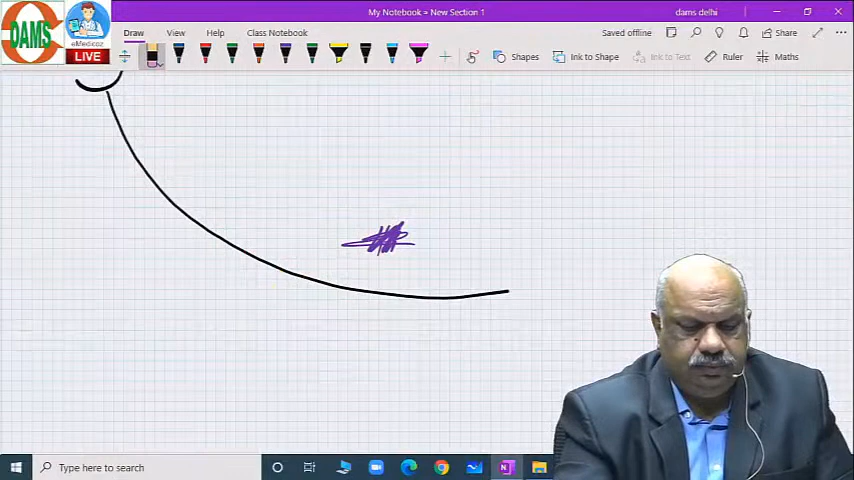 DAMS
eMedicoz
LIVE
My Notebook » New Section 1
dams delhi
Draw
View
Help
Class Notebook
Saved offline
Share
Shapes
Ink to Shape
Ink to Text
Ruler
Maths
Type here to search